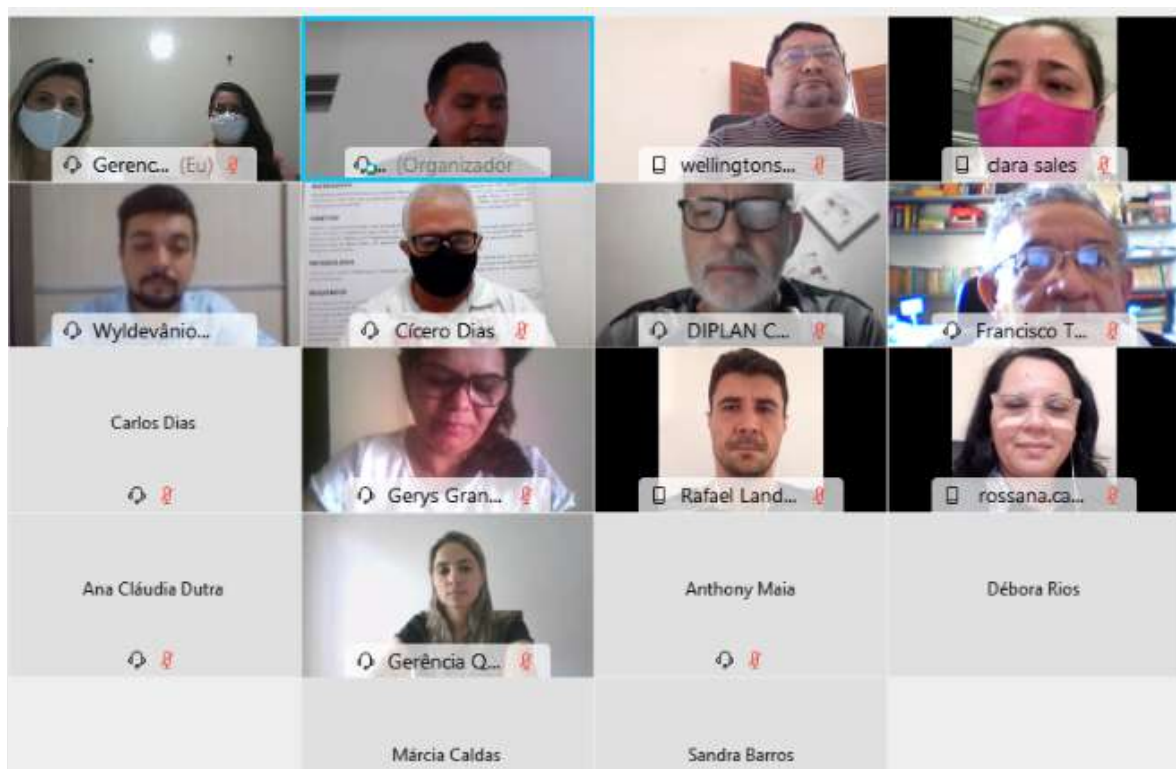 Gerenc... (Eu)
... (Organizador
wellingtons...
clara sales
Wyldevânio...
Cícero Dias
DIPLAN C...
Francisco T...
Carlos Dias
Gerys Gran...
Rafael Land...
rossana.ca...
Ana Cláudia Dutra
Gerência Q...
Anthony Maia
Débora Rios
Márcia Caldas
Sandra Barros